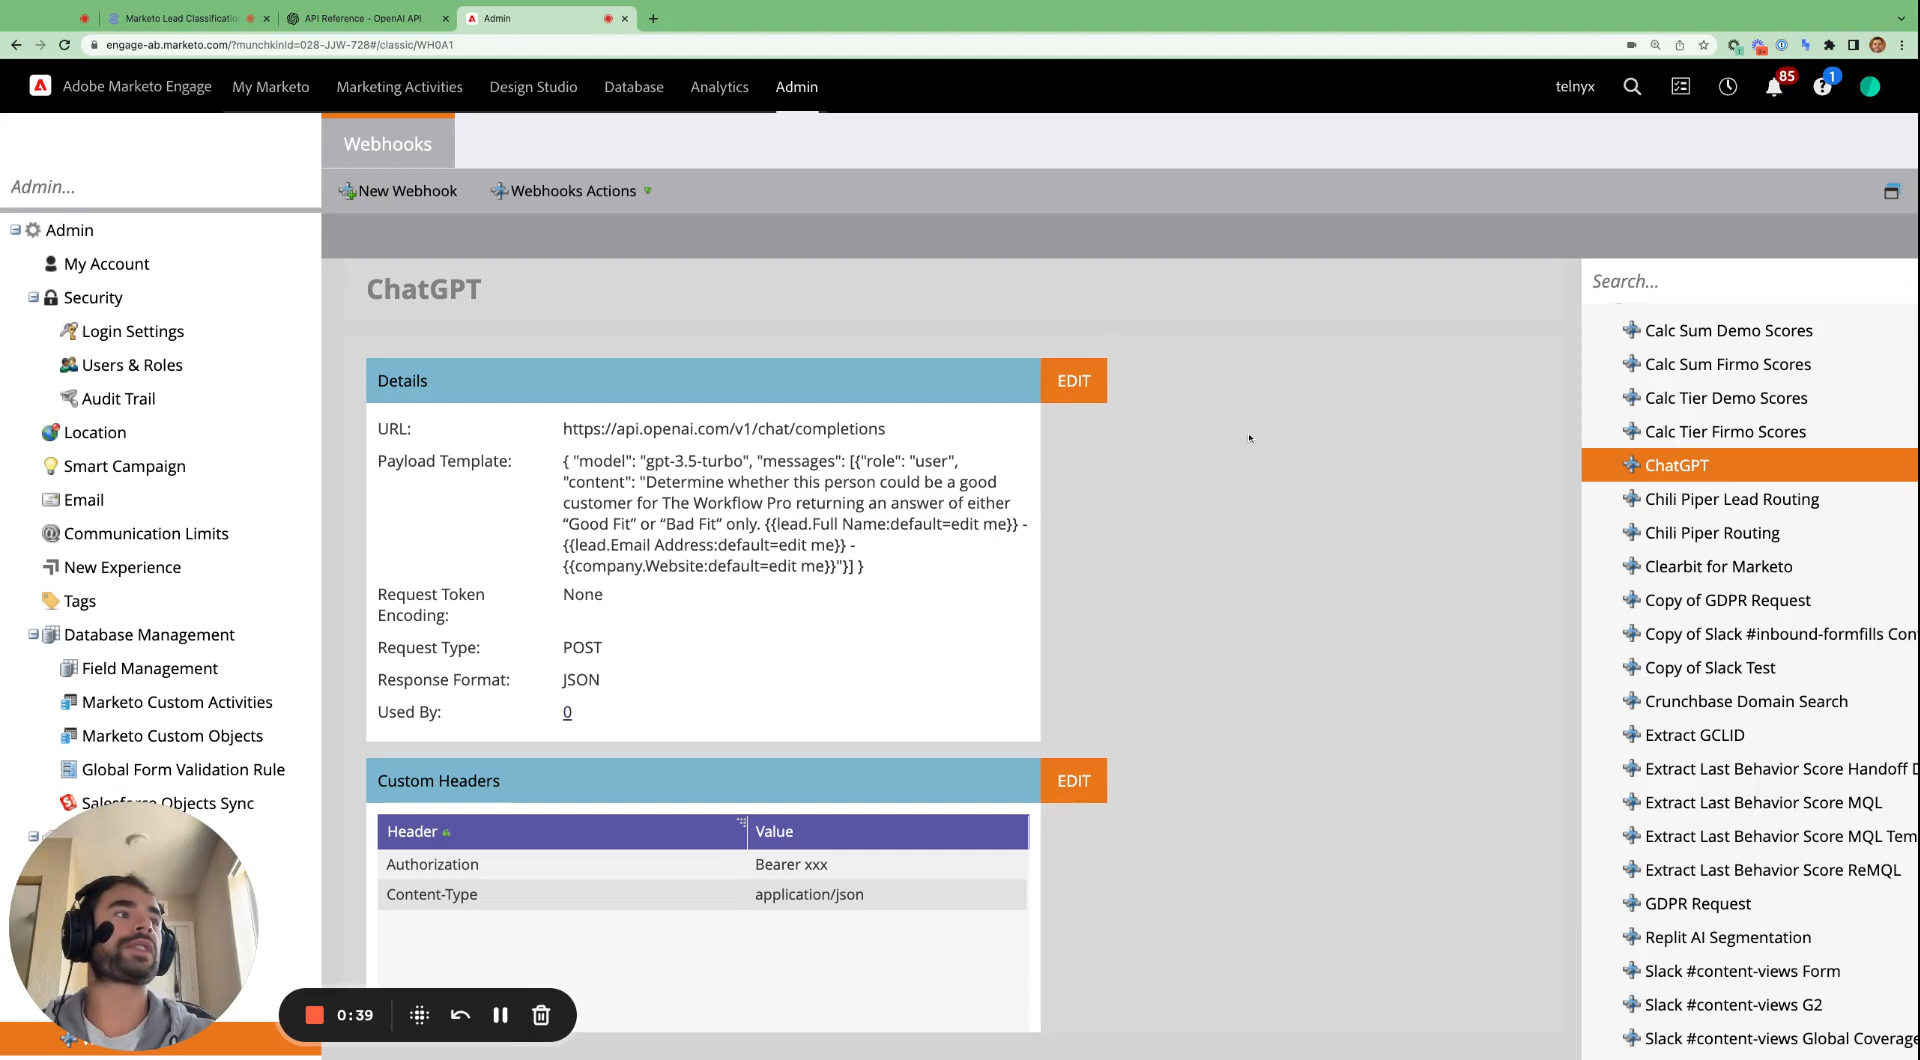 Marketo Lead Classificatio
API Reference - OpenAI API
Admin
engage-ab.marketo.com/?munchkinId=028-JJW-728#/classic/WH0A1
Adobe Marketo Engage
My Marketo
Marketing Activities
Design Studio
Database
Analytics
Admin
telnyx
85
1
Webhooks
Admin...
New Webhook
Webhooks Actions
Admin
My Account
Security
Login Settings
Users & Roles
Audit Trail
Location
Smart Campaign
Email
Communication Limits
New Experience
Tags
Database Management
Field Management
Marketo Custom Activities
Marketo Custom Objects
Global Form Validation Rule
Salesforce Objects Sync
ChatGPT
Details
EDIT
URL:
https://api.openai.com/v1/chat/completions
Payload Template:
{ "model": "gpt-3.5-turbo", "messages": [{"role": "user",
"content": "Determine whether this person could be a good
customer for The Workflow Pro returning an answer of either
“Good Fit” or “Bad Fit” only. {{lead.Full Name:default=edit me}} -
{{lead.Email Address:default=edit me}} -
{{company.Website:default=edit me}}"}] }
Request Token
Encoding:
None
Request Type:
POST
Response Format:
JSON
Used By:
0
Custom Headers
EDIT
Header
Value
Authorization
Bearer xxx
Content-Type
application/json
0:39
Search...
Calc Sum Demo Scores
Calc Sum Firmo Scores
Calc Tier Demo Scores
Calc Tier Firmo Scores
ChatGPT
Chili Piper Lead Routing
Chili Piper Routing
Clearbit for Marketo
Copy of GDPR Request
Copy of Slack #inbound-formfills Con
Copy of Slack Test
Crunchbase Domain Search
Extract GCLID
Extract Last Behavior Score Handoff D
Extract Last Behavior Score MQL
Extract Last Behavior Score MQL Tem
Extract Last Behavior Score ReMQL
GDPR Request
Replit AI Segmentation
Slack #content-views Form
Slack #content-views G2
Slack #content-views Global Coverage